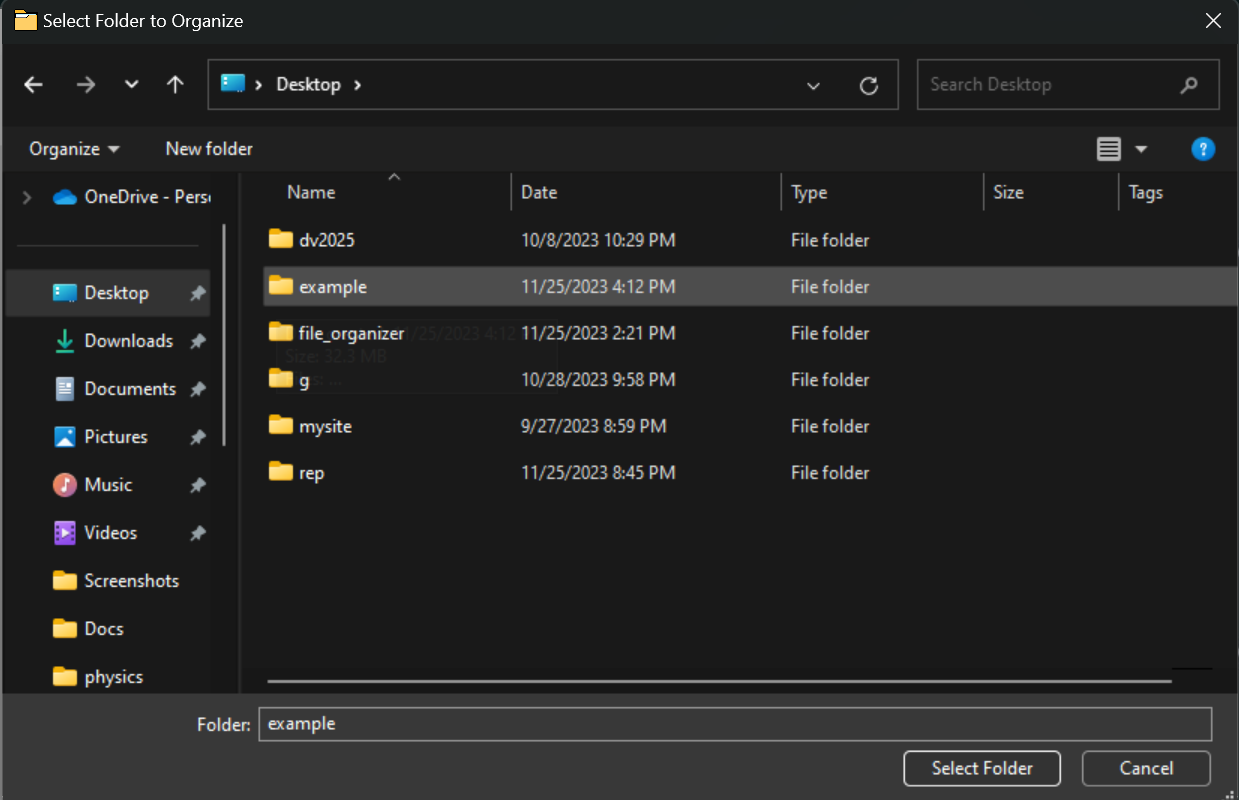 Select Folder to Organize
Desktop
Search Desktop
Organize
New folder
OneDrive - Perso
Desktop
Downloads
Documents
Pictures
Music
Videos
Screenshots
Docs
physics
Name Date Type Size Tags
dv2025 10/8/2023 10:29 PM File folder
example 11/25/2023 4:12 PM File folder
file_organizer 11/25/2023 2:21 PM File folder
/25/2023 4:12
Size: 32.3 MB
g 10/28/2023 9:58 PM File folder
mysite 9/27/2023 8:59 PM File folder
rep 11/25/2023 8:45 PM File folder
Folder: example
Select Folder Cancel